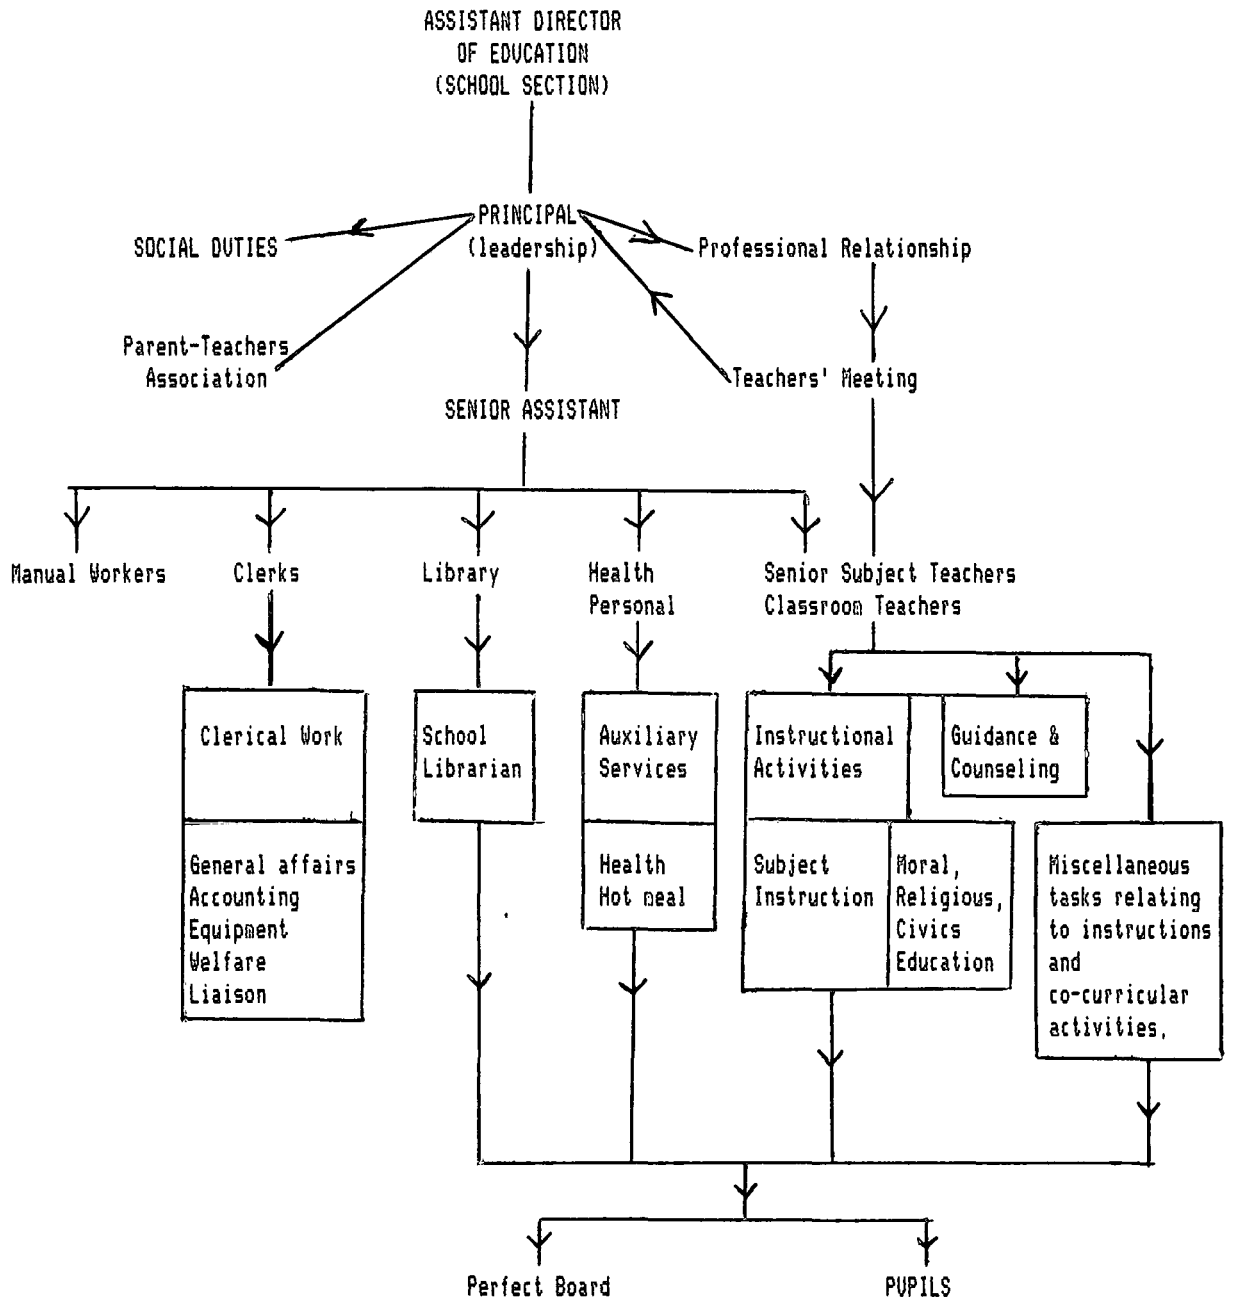 ASSISTANT DIRECTOR
OF EDUCATION
(SCHOOL SECTION)
PRINCIPAL
(leadership)
SOCIAL DUTIES
Professional Relationship
Parent-Teachers
Association
Teachers' Meeting
SENIOR ASSISTANT
Manual Workers
Clerks
Library
Health
Personal
Senior Subject Teachers
Classroom Teachers
Clerical Work
School
Librarian
Auxiliary
Services
Instructional
Activities
Guidance &
Counseling
General affairs
Accounting
Equipment
Welfare
Liaison
Health
Hot meal
Subject
Instruction
Moral,
Religious,
Civics
Education
Miscellaneous
tasks relating
to instructions
and
co-curricular
activities,
Perfect Board
PUPILS